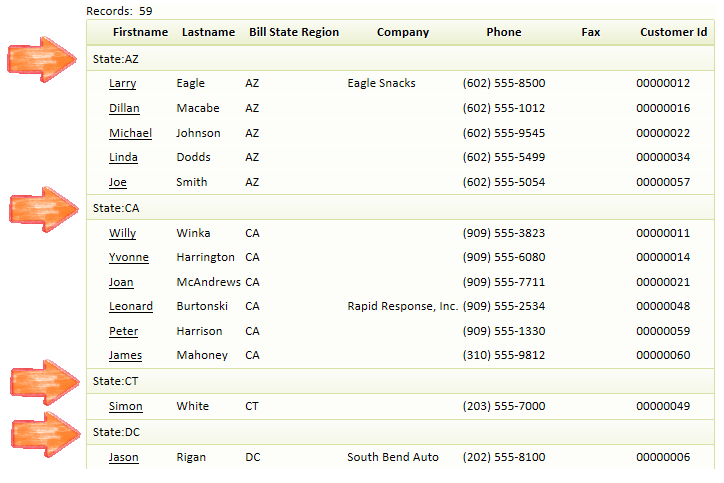 Records: 59
Firstname Lastname Bill State Region Company Phone Fax Customer Id
State:AZ
Larry Eagle AZ Eagle Snacks (602) 555-8500 00000012
Dillan Macabe AZ (602) 555-1012 00000016
Michael Johnson AZ (602) 555-9545 00000022
Linda Dodds AZ (602) 555-5499 00000034
Joe Smith AZ (602) 555-5054 00000057
State:CA
Willy Winka CA (909) 555-3823 00000011
Yvonne Harrington CA (909) 555-6080 00000014
Joan McAndrews CA (909) 555-7711 00000021
Leonard Burtonski CA Rapid Response, Inc. (909) 555-2534 00000048
Peter Harrison CA (909) 555-1330 00000059
James Mahoney CA (310) 555-9812 00000060
State:CT
Simon White CT (203) 555-7000 00000049
State:DC
Jason Rigan DC South Bend Auto (202) 555-8100 00000006